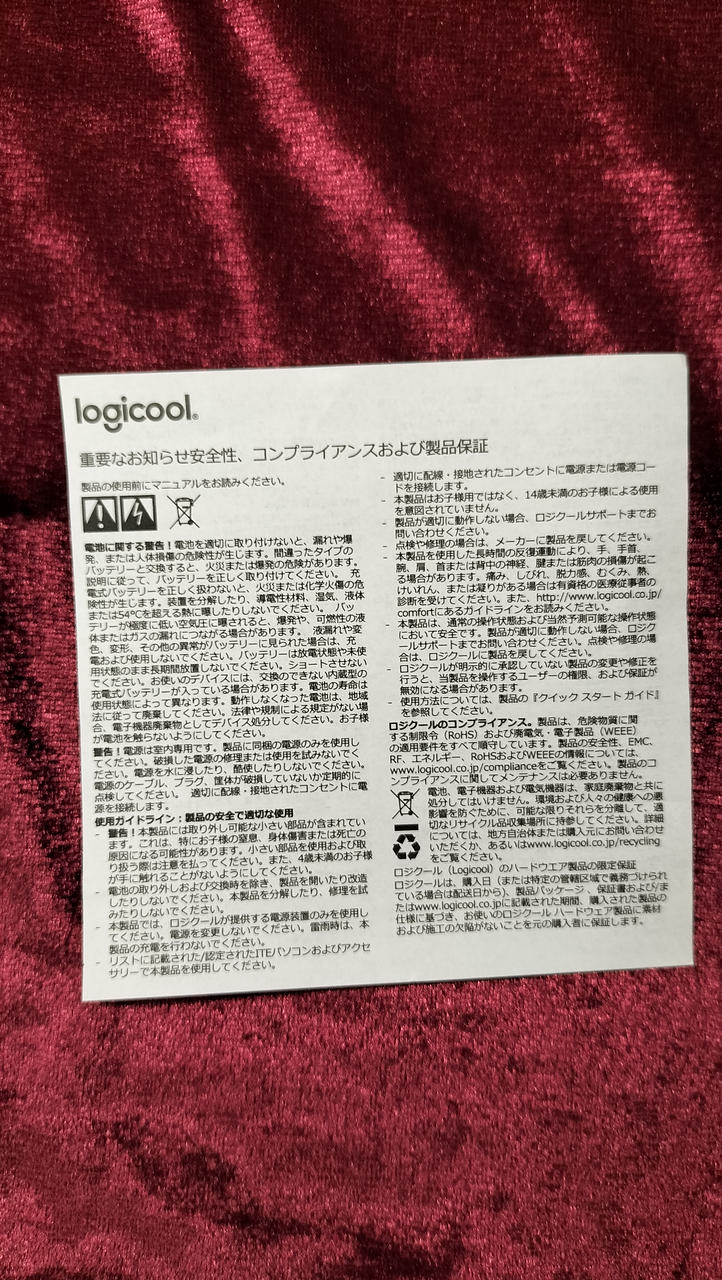 logicool®
重要なお知らせ安全性、コンプライアンスおよび製品保証
製品の使用前にマニュアルをお読みください。
電池に関する警告！電池を適切に取り付けないと、漏れや爆
発、または人体損傷の危険性が生じます。間違ったタイプの
バッテリーと交換すると、火災または爆発の危険があります。
説明に従って、バッテリーを正しく取り付けてください。 充
電式バッテリーを正しく扱わないと、火災または化学火傷の危
険性が生じます。装置を分解したり、導電性材料、湿気、液体
または54℃を超える熱に曝したりしないでください。 バッ
テリーが極度に低い空気圧に曝されると、爆発や、可燃性の液
体またはガスの漏れにつながる場合があります。 液漏れや変
色、変形、その他の異常がバッテリーに見られた場合は、充
電および使用しないでください。バッテリーは放電状態や未使
用状態のまま長期間放置しないでください。ショートさせない
でください。お使いのデバイスには、交換のできない内蔵型の
充電式バッテリーが入っている場合があります。電池の寿命は
使用状態によって異なります。動作しなくなった電池は、地域
法に従って廃棄してください。法律や規制による規定がない場
合、電子機器廃棄物としてデバイス処分してください。お子様
が電池を触らないようにしてください。
警告！電源は室内専用です。製品に同梱の電源のみを使用し
てください。破損した電源の修理または使用を試みないでく
ださい。電源を水に浸したり、酷使したりしないでください。
電源のケーブル、プラグ、筐体が破損していないか定期的に
点検してください。 適切に配線・接地されたコンセントに電
源を接続します。
使用ガイドライン：製品の安全で適切な使用
- 警告！本製品には取り外し可能な小さい部品が含まれてい
ます。これは、特にお子様の窒息、身体傷害または死亡の
原因になる可能性があります。小さい部品を使用および取
り扱う際は注意を払ってください。また、4歳未満のお子様
が手に触れることがないようにしてください。
- 電池の取り外しおよび交換時を除き、製品を開いたり改造
したりしないでください。本製品を分解したり、修理を試
みたりしないでください。
- 本製品では、ロジクールが提供する電源装置のみを使用し
てください。電源を変更しないでください。雷雨時は、本
製品の充電を行わないでください。
- リストに記載された/認定されたITEパソコンおよびアクセ
サリーで本製品を使用してください。
- 適切に配線・接地されたコンセントに電源または電源コー
ドを接続します。
- 本製品はお子様用ではなく、14歳未満のお子様による使用
を意図されていません。
- 製品が適切に動作しない場合、ロジクールサポートまでお
問い合わせください。
- 点検や修理の場合は、メーカーに製品を戻してください。
- 本製品を使用した長時間の反復運動により、手、手首、
腕、肩、首または背中の神経、腱または筋肉の損傷が起こ
る場合があります。痛み、しびれ、脱力感、むくみ、熱、
けいれん、または凝りがある場合は有資格の医療従事者の
診断を受けてください。また、http://www.logicool.co.jp/
comfortにあるガイドラインをお読みください。
- 本製品は、通常の操作状態および当然予測可能な操作状態
において安全です。製品が適切に動作しない場合、ロジク
ールサポートまでお問い合わせください。点検や修理の場
合は、ロジクールに製品を戻してください。
- ロジクールが明示的に承認していない製品の変更や修正を
行うと、当製品を操作するユーザーの権限、および保証が
無効になる場合があります。
- 使用方法については、製品の『クイック スタート ガイド』
を参照してください。
ロジクールのコンプライアンス。製品は、危険物質に関
する制限令（RoHS）および廃電気・電子製品（WEEE）
の適用要件をすべて順守しています。製品の安全性、EMC、
RF、エネルギー、RoHSおよびWEEEの情報については、
www.logicool.co.jp/complianceをご覧ください。製品のコ
ンプライアンスに関してメンテナンスは必要ありません。
電池、電子機器および電気機器は、家庭廃棄物と共に
処分してはいけません。環境および人々の健康への悪
影響を防ぐために、可能な限りそれらを分離して、適
切なリサイクル品収集場所に持参してください。詳細
については、地方自治体または購入元にお問い合わせ
いただくか、あるいはwww.logicool.co.jp/recycling
をご覧ください。
ロジクール（Logicool）のハードウエア製品の限定保証
ロジクールは、購入日（または特定の管轄区域で義務づけられ
ている場合は配送日から)、製品パッケージ 、保証書および/ま
たはwww.logicool.co.jpに記載された期間、購入された製品の
仕様に基づき、お使いのロジクール ハードウェア製品に素材
および施工の欠陥がないことを元の購入者に保証します。